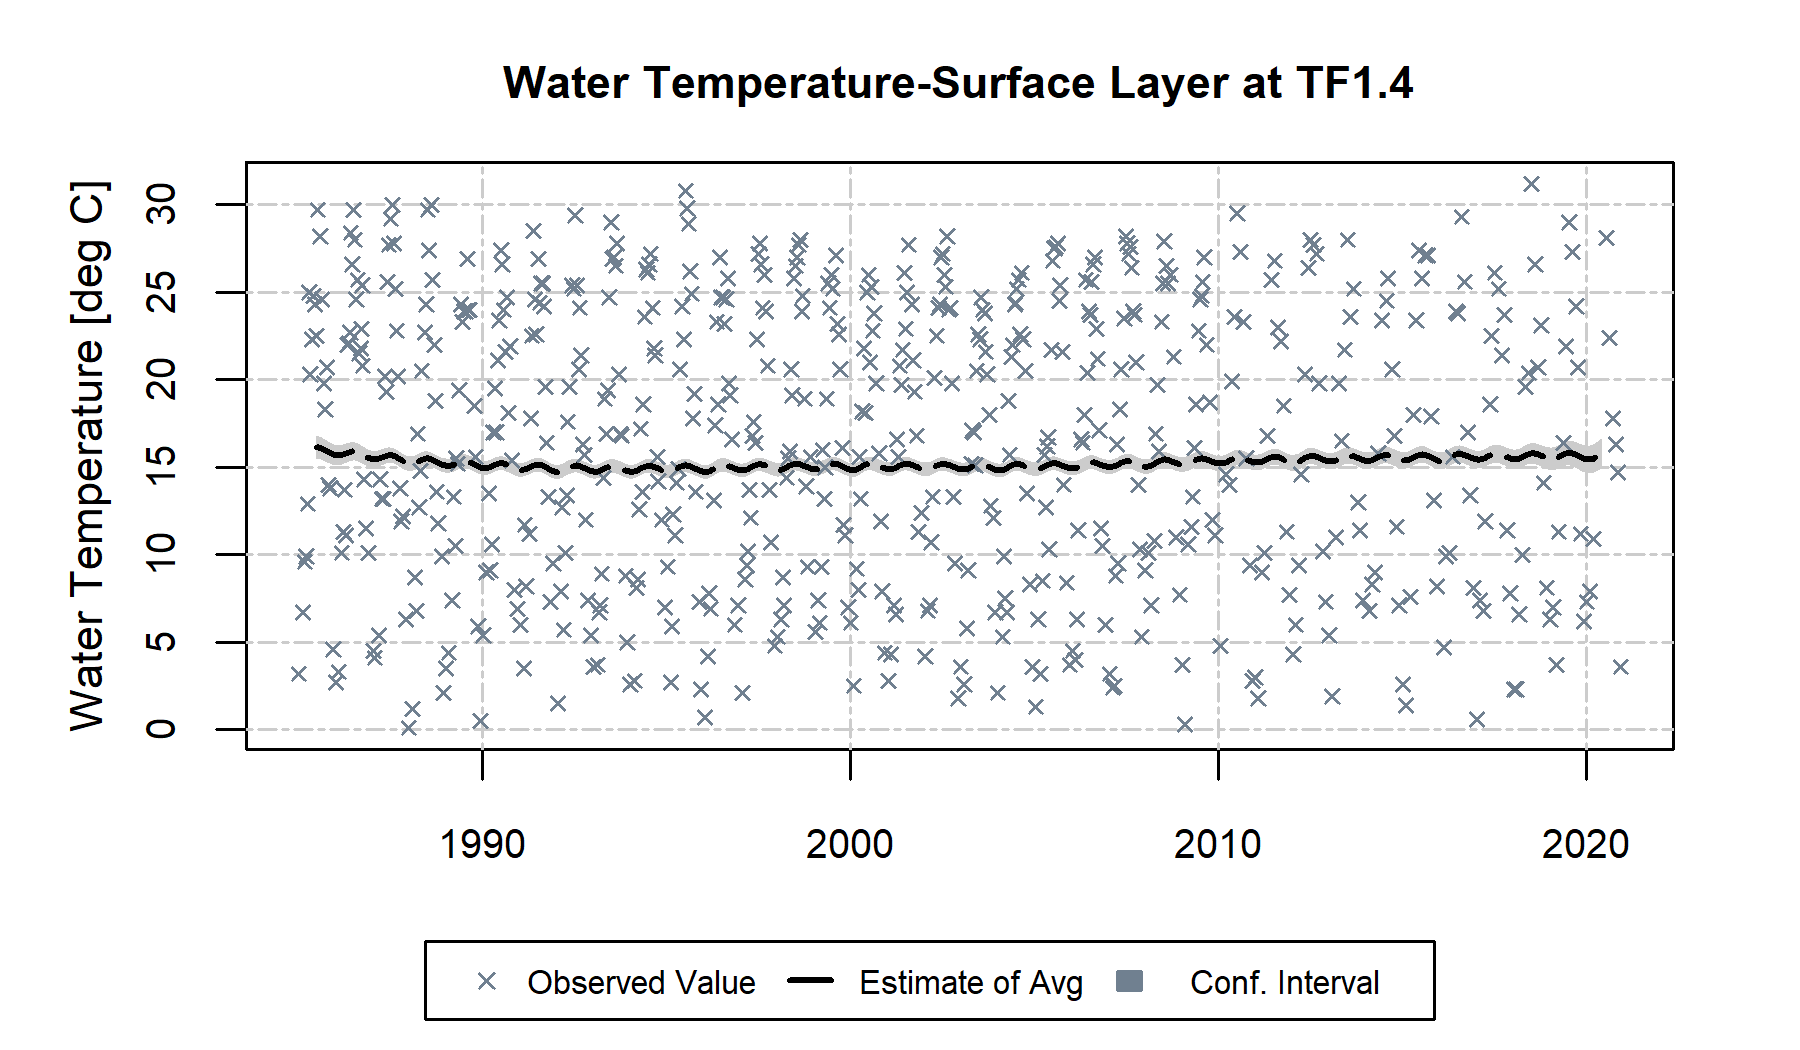 Water Temperature-Surface Layer at TF1.4
Water Temperature [deg C]
30
25
20
15
10
5
0
1990 2000 2010 2020
Observed Value Estimate of Avg Conf. Interval